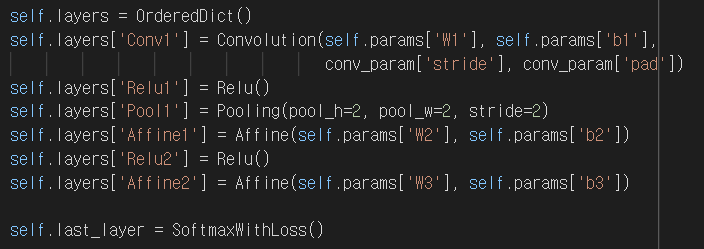 self.layers = OrderedDict()
self.layers['Conv1'] = Convolution(self.params['W1'], self.params['b1'],
conv_param['stride'], conv_param['pad'])
self.layers['Relu1'] = Relu()
self.layers['Pool1'] = Pooling(pool_h=2, pool_w=2, stride=2)
self.layers['Affine1'] = Affine(self.params['W2'], self.params['b2'])
self.layers['Relu2'] = Relu()
self.layers['Affine2'] = Affine(self.params['W3'], self.params['b3'])
self.last_layer = SoftmaxWithLoss()